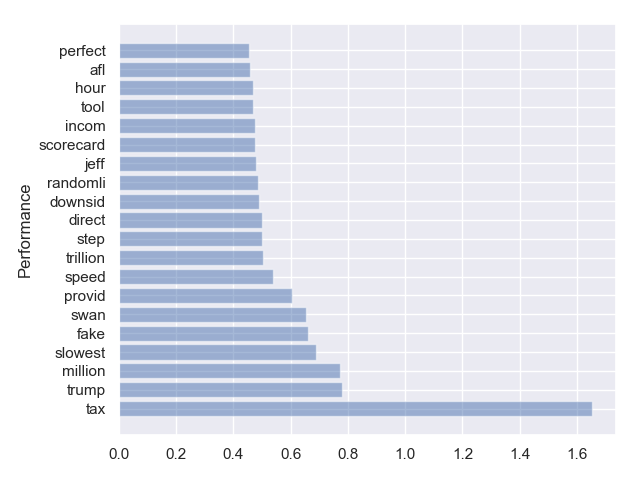 perfect
afl
hour
tool
incom
scorecard
jeff
randomli
downsid
direct
step
trillion
speed
provid
swan
fake
slowest
million
trump
tax
Performance
0.0 0.2 0.4 0.6 0.8 1.0 1.2 1.4 1.6